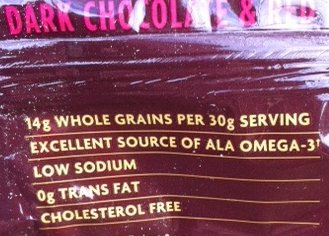 DARK CHOCOLATE & RED
14g WHOLE GRAINS PER 30g SERVING
EXCELLENT SOURCE OF ALA OMEGA-3†
LOW SODIUM
0g TRANS FAT
CHOLESTEROL FREE